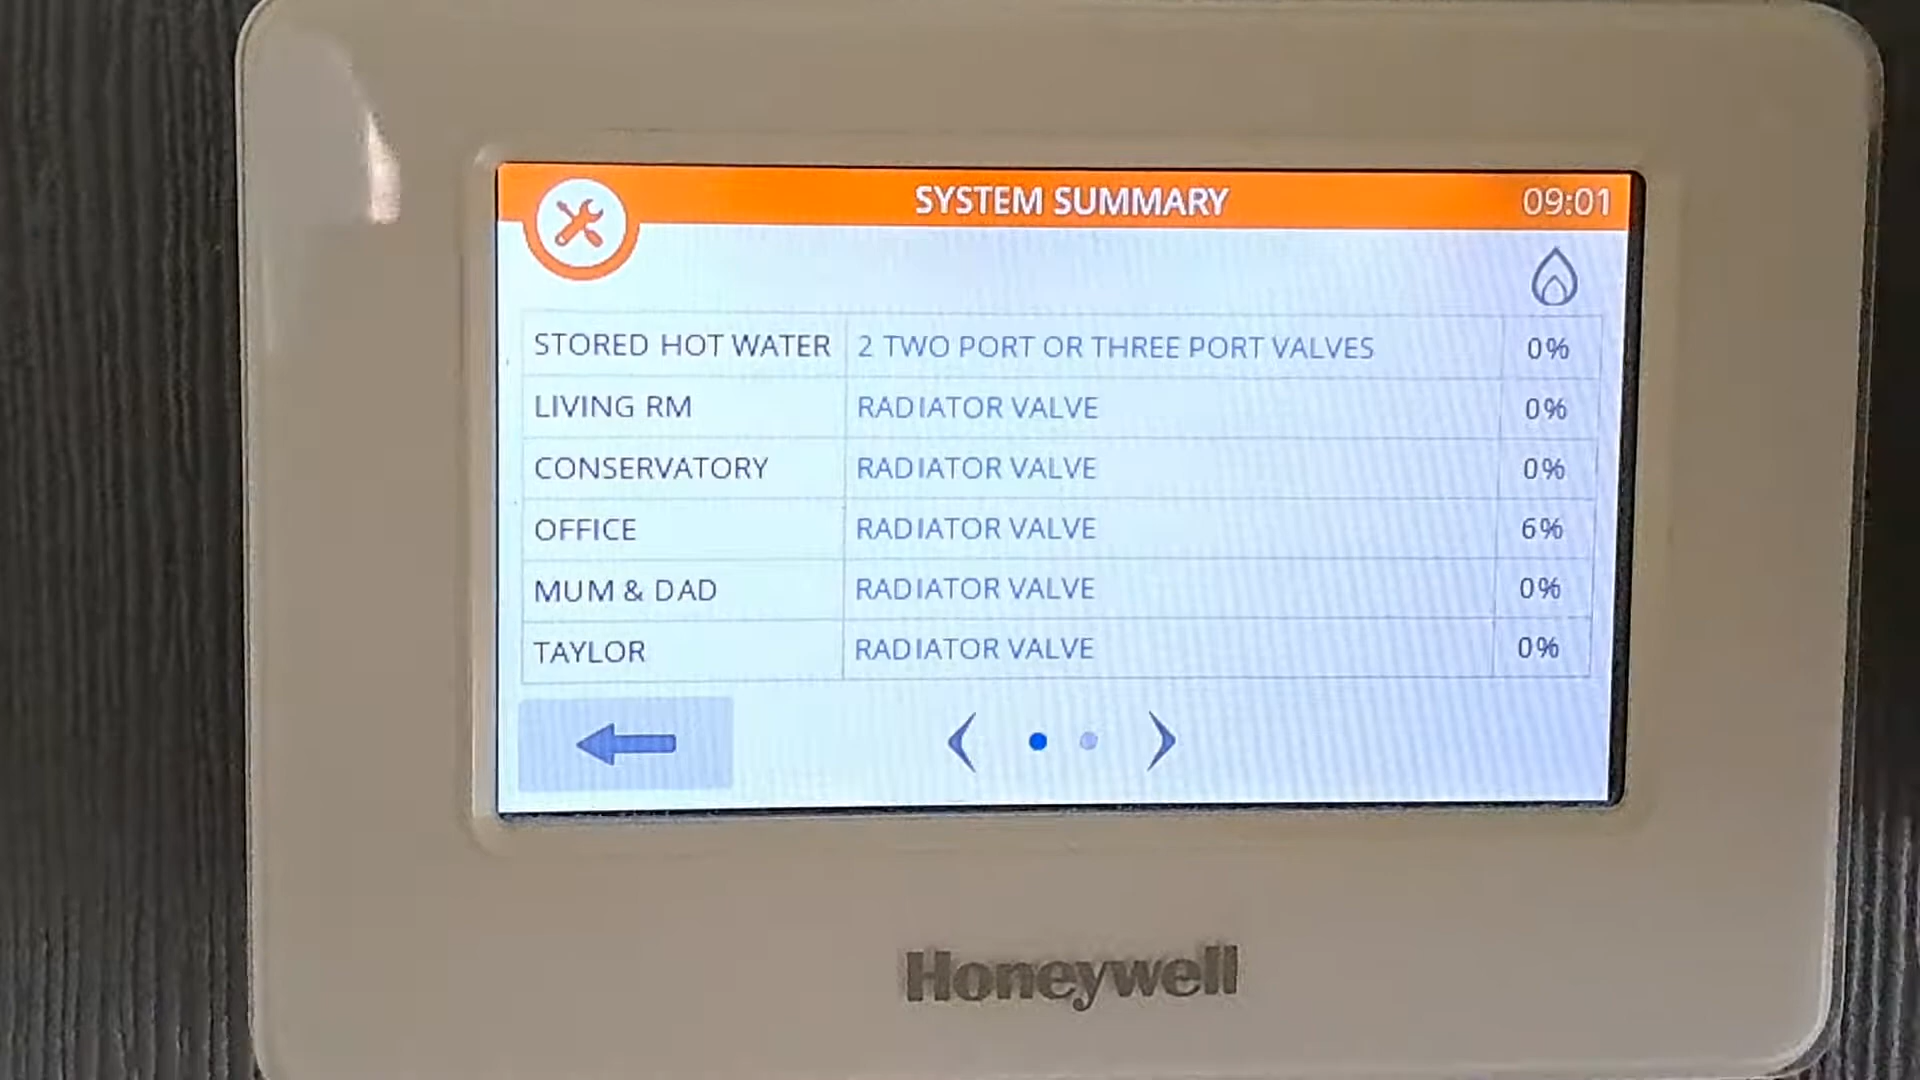 SYSTEM SUMMARY 09:01
STORED HOT WATER 2 TWO PORT OR THREE PORT VALVES 0%
LIVING RM RADIATOR VALVE 0%
CONSERVATORY RADIATOR VALVE 0%
OFFICE RADIATOR VALVE 6%
MUM & DAD RADIATOR VALVE 0%
TAYLOR RADIATOR VALVE 0%
Honeywell